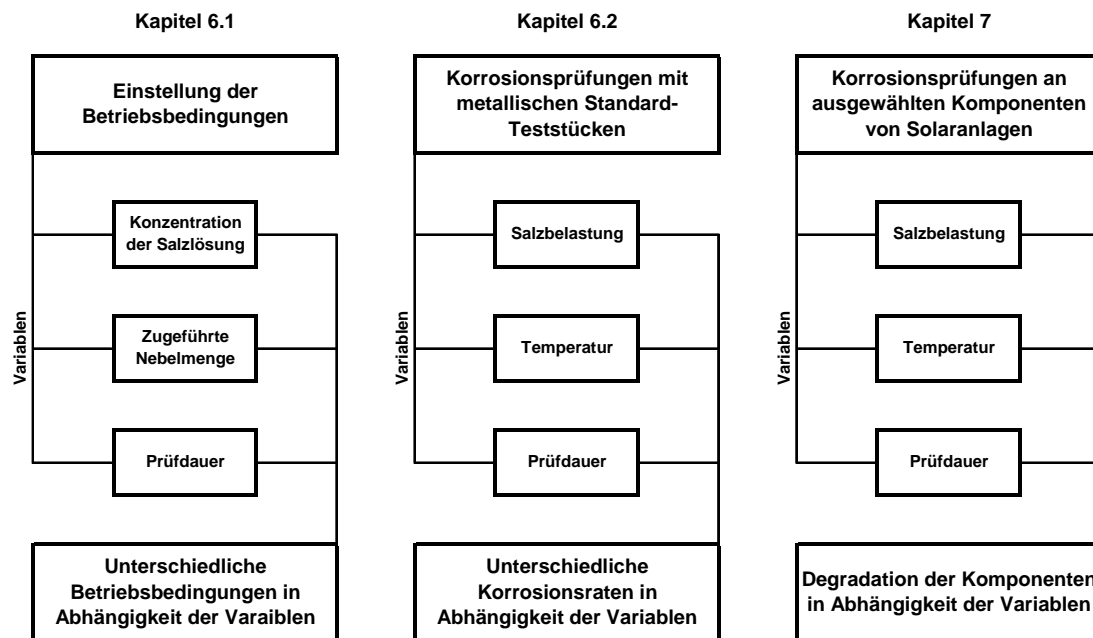 Kapitel 6.1
Einstellung der
Betriebsbedingungen
Variablen
Konzentration
der Salzlösung
Zugeführte
Nebelmenge
Prüfdauer
Unterschiedliche
Betriebsbedingungen in
Abhängigkeit der Varaiblen
Kapitel 6.2
Korrosionsprüfungen mit
metallischen Standard-
Teststücken
Variablen
Salzbelastung
Temperatur
Prüfdauer
Unterschiedliche
Korrosionsraten in
Abhängigkeit der Variablen
Kapitel 7
Korrosionsprüfungen an
ausgewählten Komponenten
von Solaranlagen
Variablen
Salzbelastung
Temperatur
Prüfdauer
Degradation der Komponenten
in Abhängigkeit der Variablen